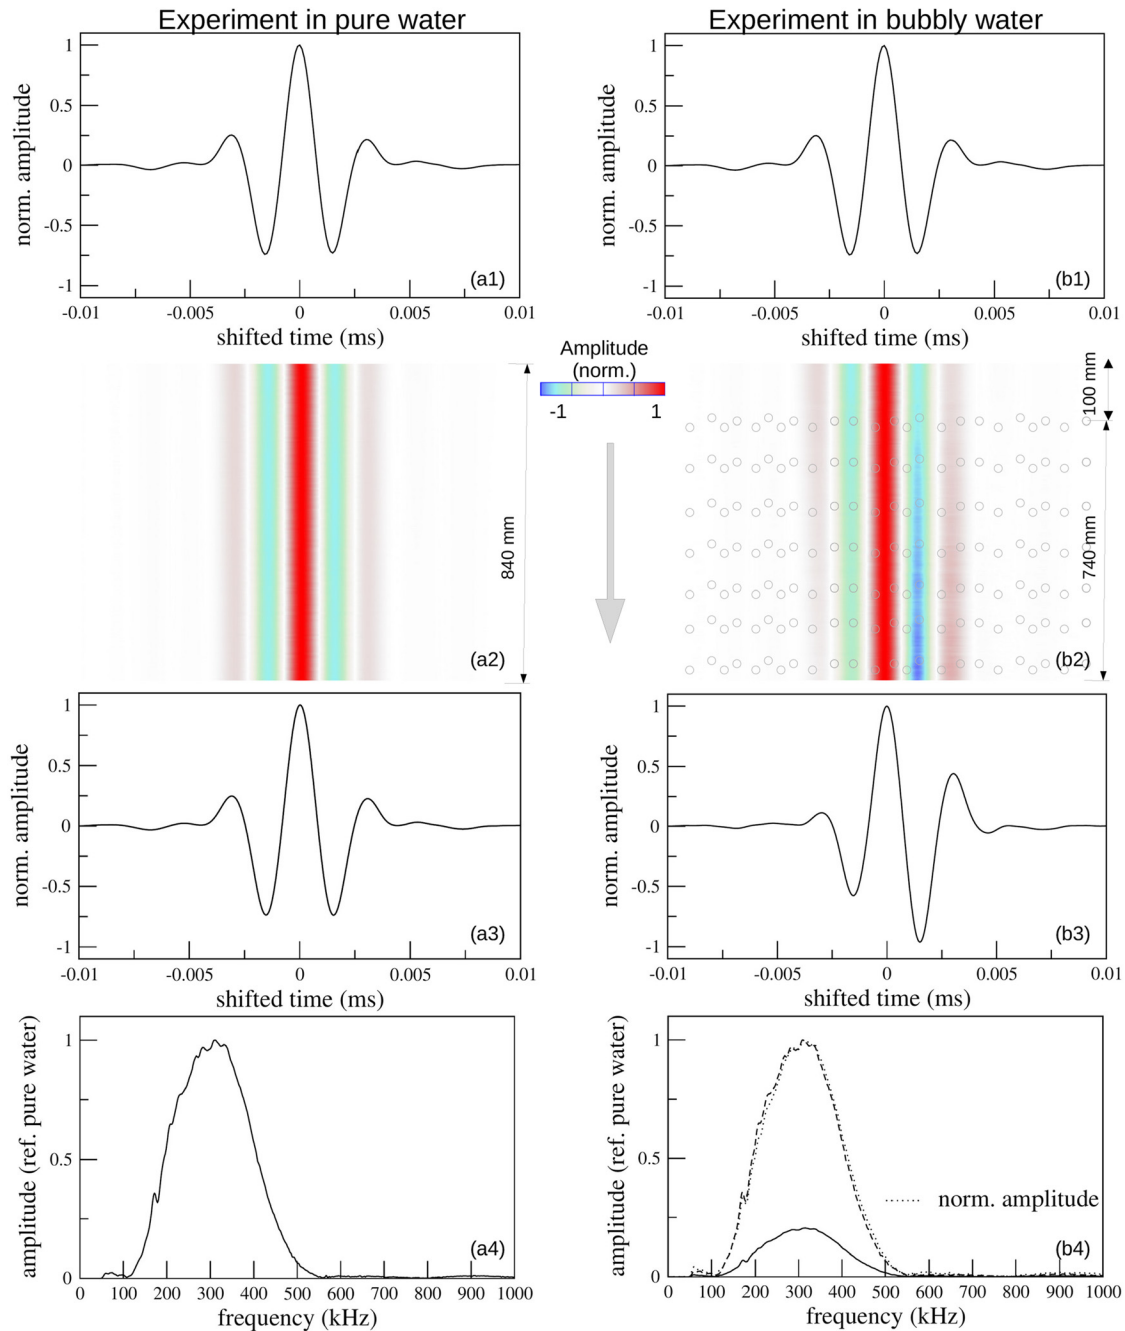 Experiment in pure water
Experiment in bubbly water
1
0.5
0
-0.5
-1
norm. amplitude
(a1)
-0.01 -0.005 0 0.005 0.01
shifted time (ms)
1
0.5
0
-0.5
-1
norm. amplitude
(b1)
-0.01 -0.005 0 0.005 0.01
shifted time (ms)
Amplitude
(norm.)
-1 1
840 mm
(a2)
100 mm
740 mm
(b2)
1
0.5
0
-0.5
-1
norm. amplitude
(a3)
-0.01 -0.005 0 0.005 0.01
shifted time (ms)
1
0.5
0
-0.5
-1
norm. amplitude
(b3)
-0.01 -0.005 0 0.005 0.01
shifted time (ms)
1
0.5
0
amplitude (ref. pure water)
(a4)
0 100 200 300 400 500 600 700 800 900 1000
frequency (kHz)
1
0.5
0
amplitude (ref. pure water)
norm. amplitude
(b4)
0 100 200 300 400 500 600 700 800 900 1000
frequency (kHz)